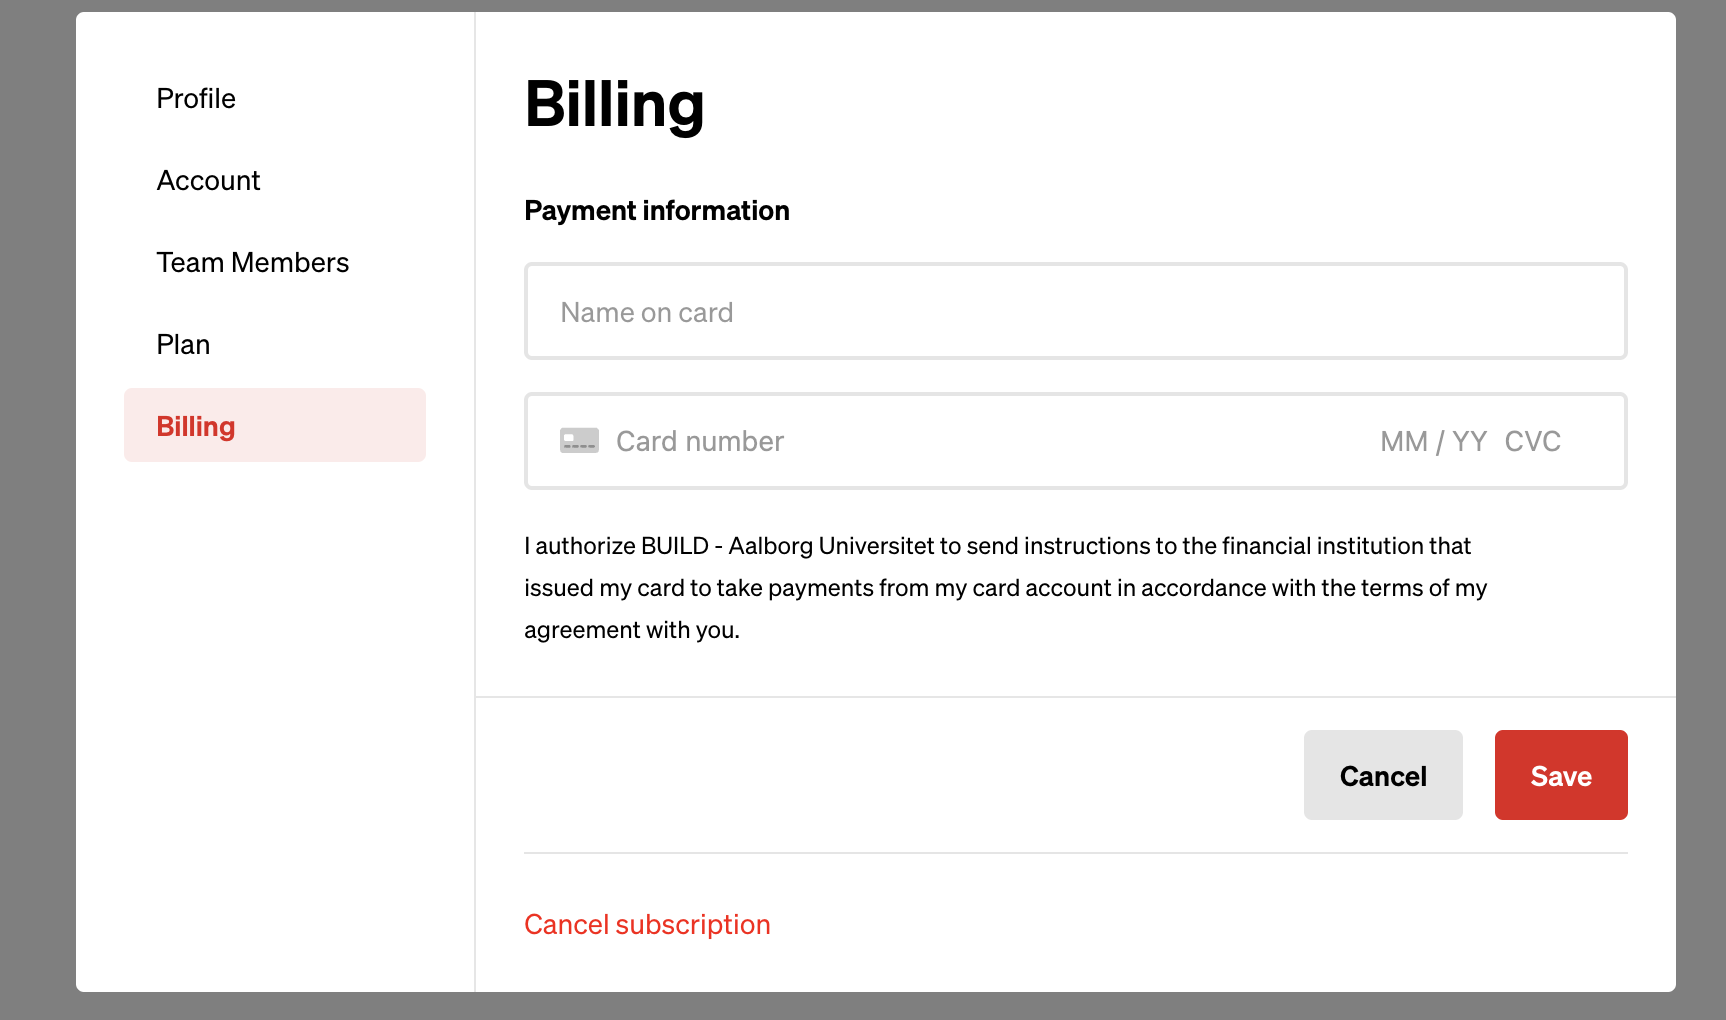 Profile
Account
Team Members
Plan
Billing
Billing
Payment information
Name on card
Card number MM / YY CVC
I authorize BUILD - Aalborg Universitet to send instructions to the financial institution that
issued my card to take payments from my card account in accordance with the terms of my
agreement with you.
Cancel Save
Cancel subscription